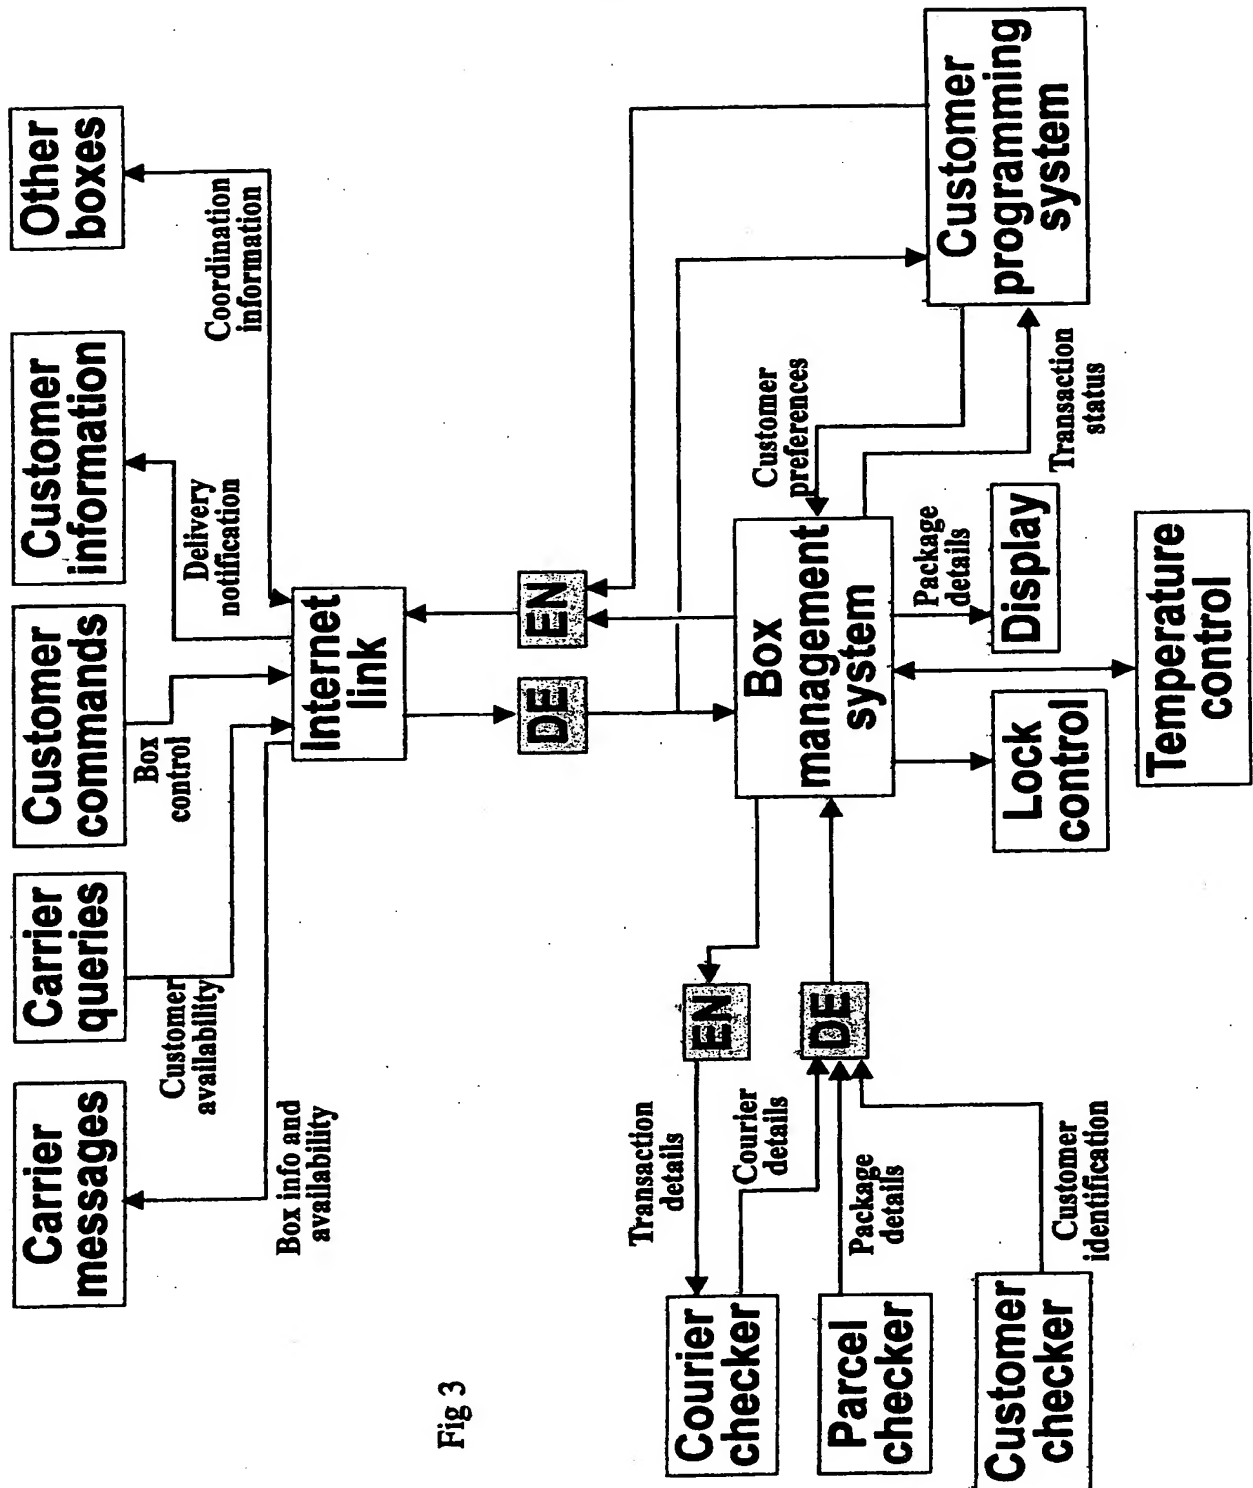 Carrier
messages
Carrier
queries
Customer
commands
Customer
information
Other
boxes
Box info and
availability
Customer
availability
Box
control
Delivery
notification
Coordination
information
Internet
link
DE
EN
Fig 3
Transaction
details
Courier
details
Package
details
Customer
identification
Courier
checker
Parcel
checker
Customer
checker
EN
DE
Box
management
system
Customer
preferences
Transaction
status
Customer
programming
system
Package
details
Lock
control
Display
Temperature
control